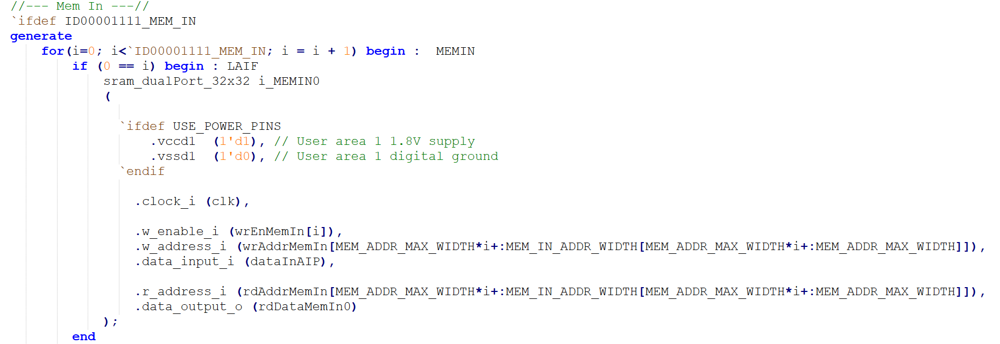 //--- Mem In ---//
`ifdef ID00001111_MEM_IN
generate
for(i=0; i<`ID00001111_MEM_IN; i = i + 1) begin :  MEMIN
if (0 == i) begin : LAIF
sram_dualPort_32x32 i_MEMIN0
(
`ifdef USE_POWER_PINS
.vccd1  (1'd1), // User area 1 1.8V supply
.vssd1  (1'd0), // User area 1 digital ground
`endif
.clock_i (clk),
.w_enable_i (wrEnMemIn[i]),
.w_address_i (wrAddrMemIn[MEM_ADDR_MAX_WIDTH*i+:MEM_IN_ADDR_WIDTH[MEM_ADDR_MAX_WIDTH*i+:MEM_ADDR_MAX_WIDTH]]),
.data_input_i (dataInAIP),
.r_address_i (rdAddrMemIn[MEM_ADDR_MAX_WIDTH*i+:MEM_IN_ADDR_WIDTH[MEM_ADDR_MAX_WIDTH*i+:MEM_ADDR_MAX_WIDTH]]),
.data_output_o (rdDataMemIn0)
);
end